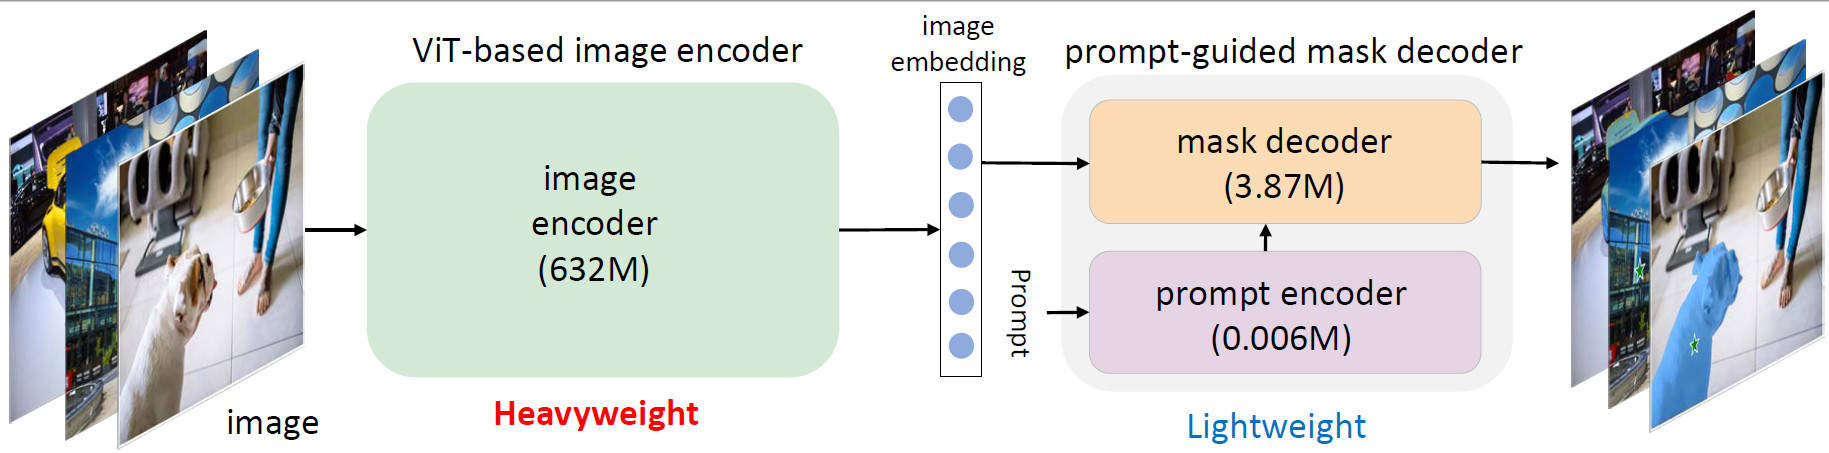 ViT-based image encoder
image
encoder
(632M)
Heavyweight
image
image
embedding
Prompt
prompt-guided mask decoder
mask decoder
(3.87M)
prompt encoder
(0.006M)
Lightweight